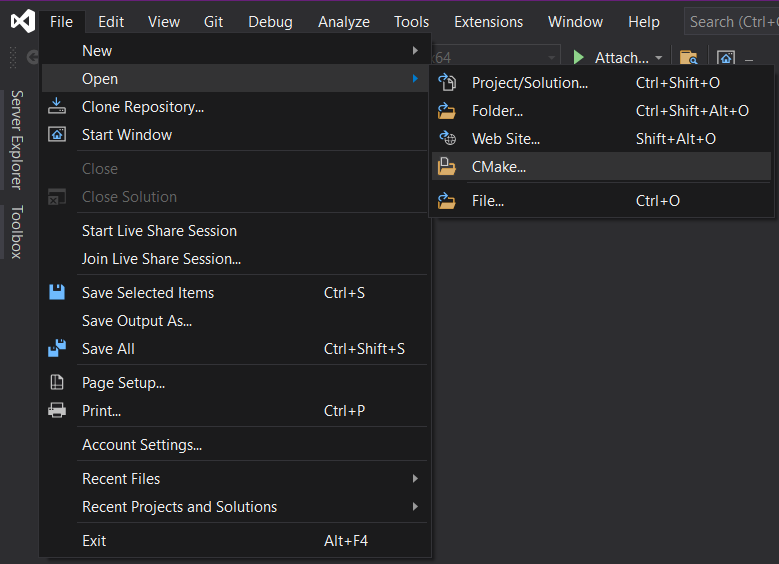 File Edit View Git Debug Analyze Tools Extensions Window Help Search (Ctrl+
New
Open
Clone Repository...
Start Window
Close
Close Solution
Start Live Share Session
Join Live Share Session...
Save Selected Items Ctrl+S
Save Output As...
Save All Ctrl+Shift+S
Page Setup...
Print... Ctrl+P
Account Settings...
Recent Files
Recent Projects and Solutions
Exit Alt+F4
64 Attach...
Project/Solution... Ctrl+Shift+O
Folder... Ctrl+Shift+Alt+O
Web Site... Shift+Alt+O
CMake...
File... Ctrl+O
Server Explorer
Toolbox